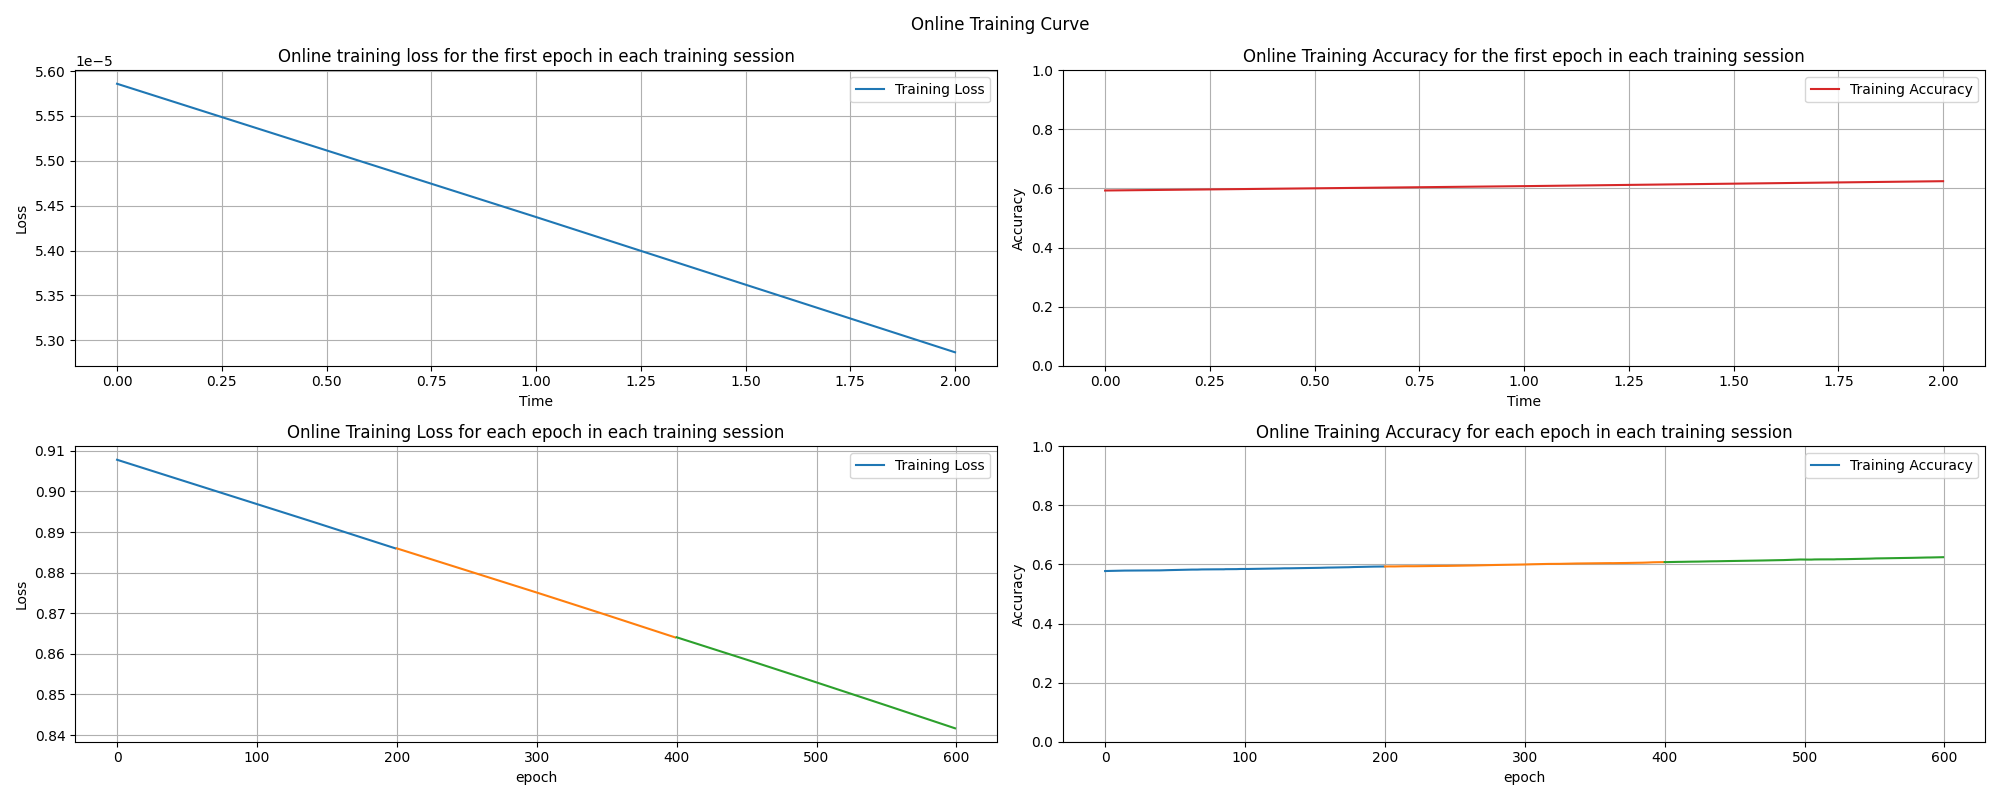 Online Training Curve
Online training loss for the first epoch in each training session
1e−5
Training Loss
5.60
5.55
5.50
5.45
5.40
5.35
5.30
Loss
0.00 0.25 0.50 0.75 1.00 1.25 1.50 1.75 2.00
Time
Online Training Accuracy for the first epoch in each training session
Training Accuracy
1.0
0.8
0.6
0.4
0.2
0.0
Accuracy
0.00 0.25 0.50 0.75 1.00 1.25 1.50 1.75 2.00
Time
Online Training Loss for each epoch in each training session
Training Loss
0.91
0.90
0.89
0.88
0.87
0.86
0.85
0.84
Loss
0 100 200 300 400 500 600
epoch
Online Training Accuracy for each epoch in each training session
Training Accuracy
1.0
0.8
0.6
0.4
0.2
0.0
Accuracy
0 100 200 300 400 500 600
epoch